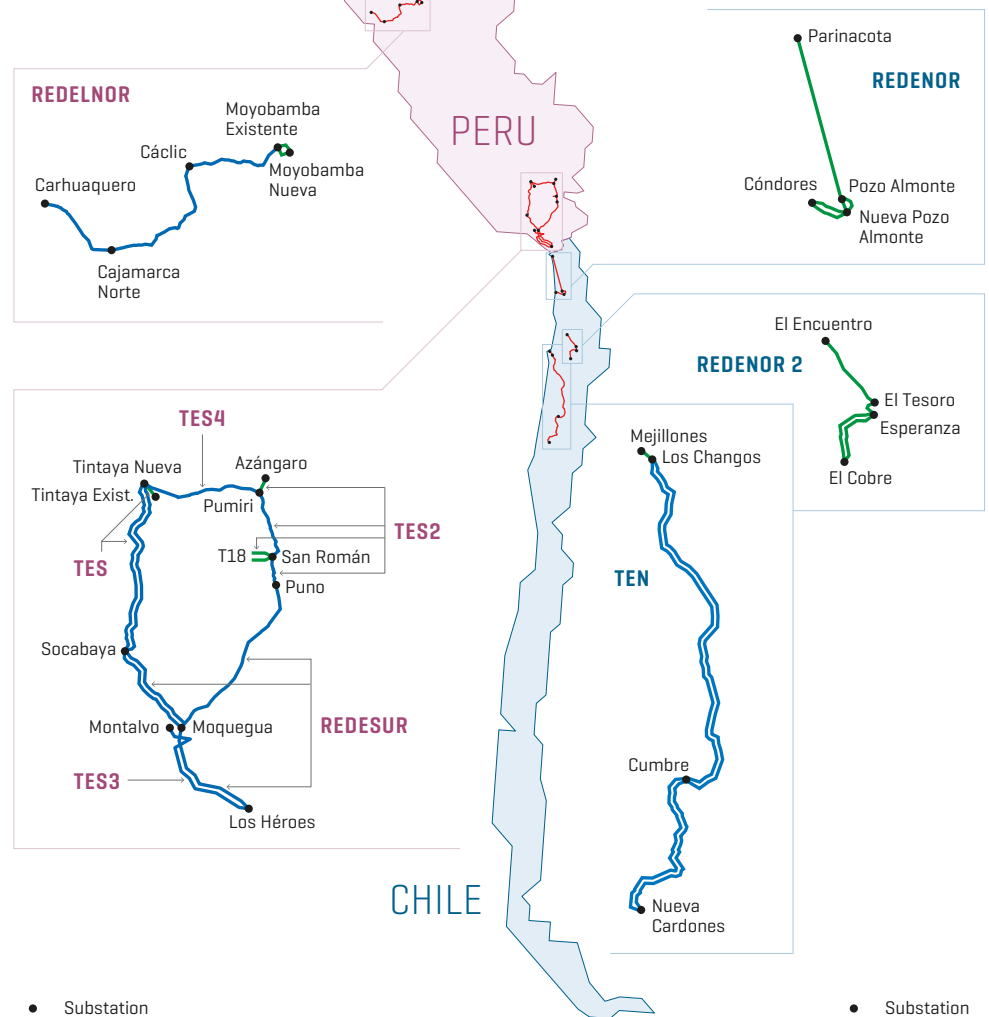 REDELNOR
Moyobamba
Existente
Cáclic
Moyobamba
Nueva
Carhuaquero
Cajamarca
Norte
PERU
Parinacota
REDENOR
Cóndores
Pozo Almonte
Nueva Pozo
Almonte
El Encuentro
REDENOR 2
El Tesoro
Esperanza
El Cobre
TES4
Tintaya Nueva
Azángaro
Tintaya Exist.
Pumiri
TES2
T18
San Román
TES
Puno
Socabaya
Montalvo
Moquegua
REDESUR
TES3
Los Héroes
Mejillones
Los Changos
TEN
Cumbre
Nueva
Cardones
CHILE
Substation
Substation